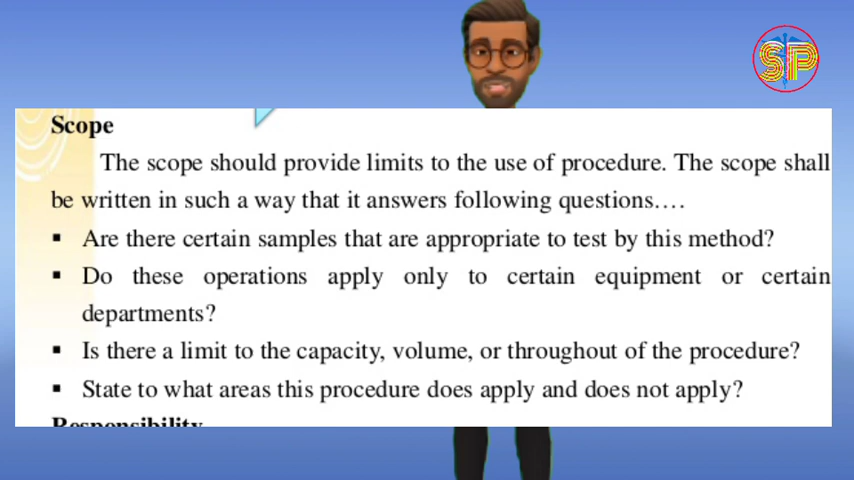 SP
Scope
The scope should provide limits to the use of procedure. The scope shall
be written in such a way that it answers following questions….
▪ Are there certain samples that are appropriate to test by this method?
▪ Do these operations apply only to certain equipment or certain
departments?
▪ Is there a limit to the capacity, volume, or throughout of the procedure?
▪ State to what areas this procedure does apply and does not apply?
Responsibility